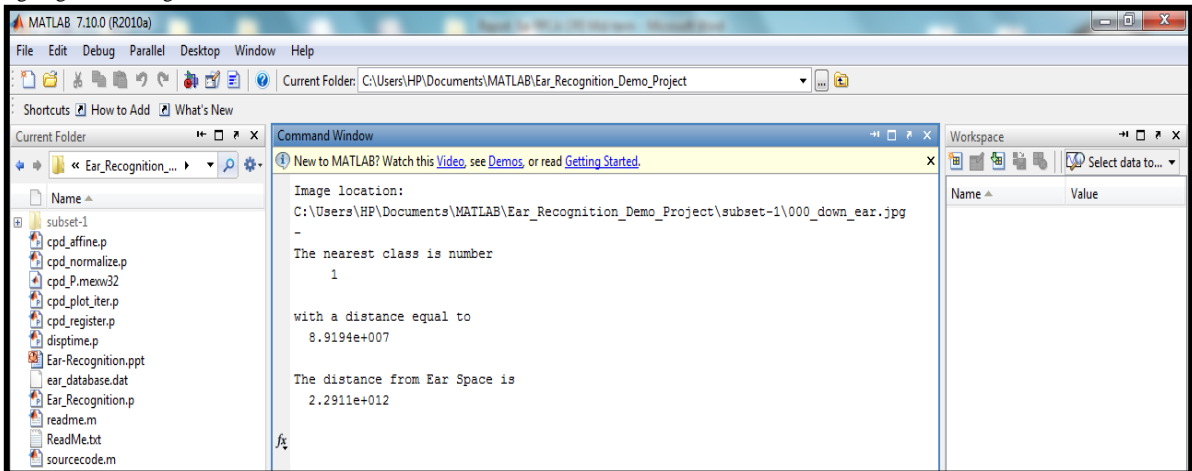 MATLAB 7.10.0 (R2010a)
File Edit Debug Parallel Desktop Window Help
Current Folder: C:\Users\HP\Documents\MATLAB\Ear_Recognition_Demo_Project
Shortcuts How to Add What's New
Current Folder
« Ear_Recognition_...
Name
subset-1
cpd_affine.p
cpd_normalize.p
cpd_P.mexw32
cpd_plot_iter.p
cpd_register.p
disptime.p
Ear-Recognition.ppt
ear_database.dat
Ear_Recognition.p
readme.m
ReadMe.txt
sourcecode.m
Command Window
New to MATLAB? Watch this Video, see Demos, or read Getting Started.
Image location:
C:\Users\HP\Documents\MATLAB\Ear_Recognition_Demo_Project\subset-1\000_down_ear.jpg
-
The nearest class is number
1
with a distance equal to
8.9194e+007
The distance from Ear Space is
2.2911e+012
fx
Workspace
Select data to...
Name Value